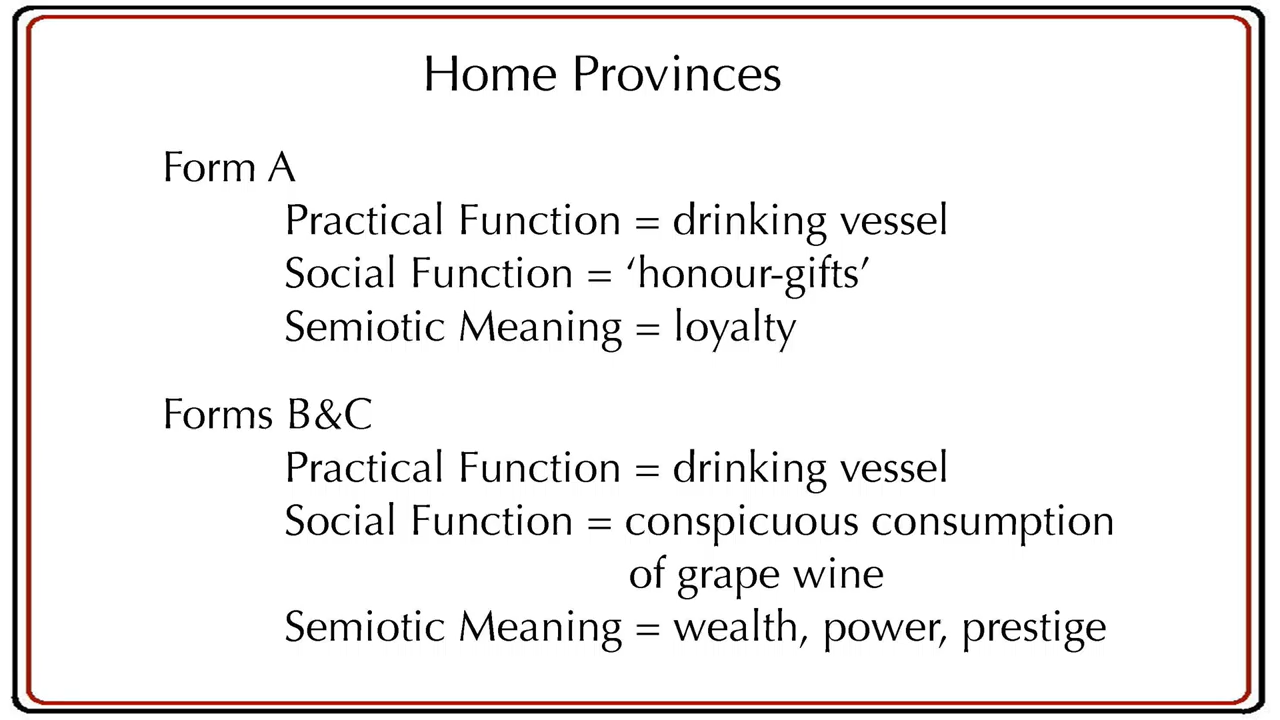 Home Provinces
Form A
Practical Function = drinking vessel
Social Function = ‘honour-gifts’
Semiotic Meaning = loyalty
Forms B&C
Practical Function = drinking vessel
Social Function = conspicuous consumption
of grape wine
Semiotic Meaning = wealth, power, prestige